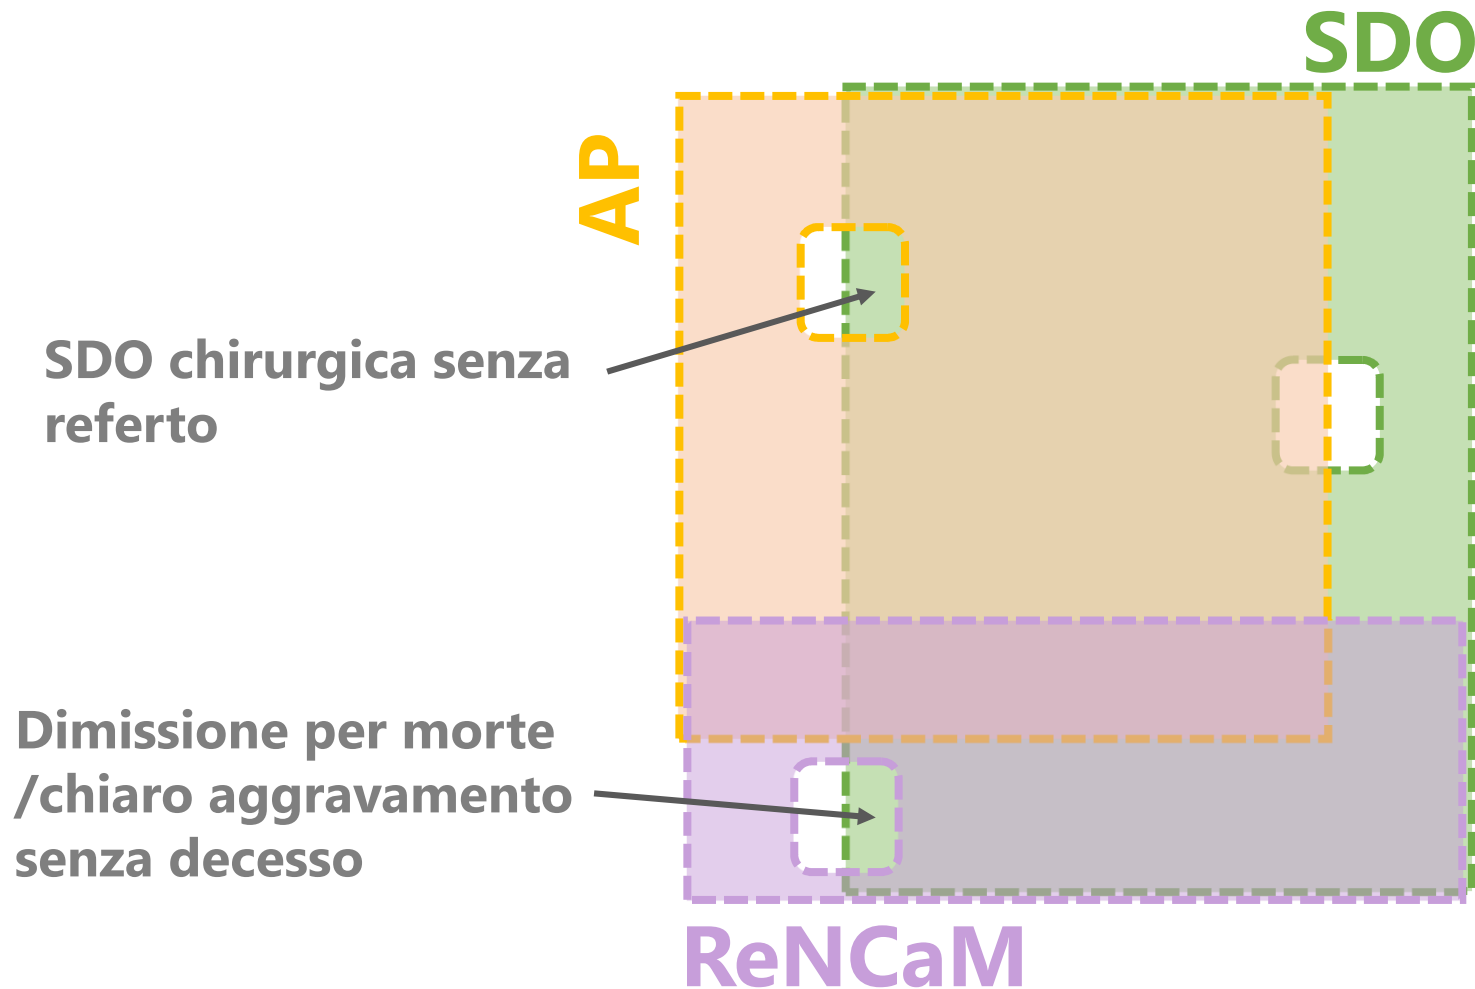 SDO
AP
SDO chirurgica senza
referto
Dimissione per morte
/chiaro aggravamento
senza decesso
ReNCaM